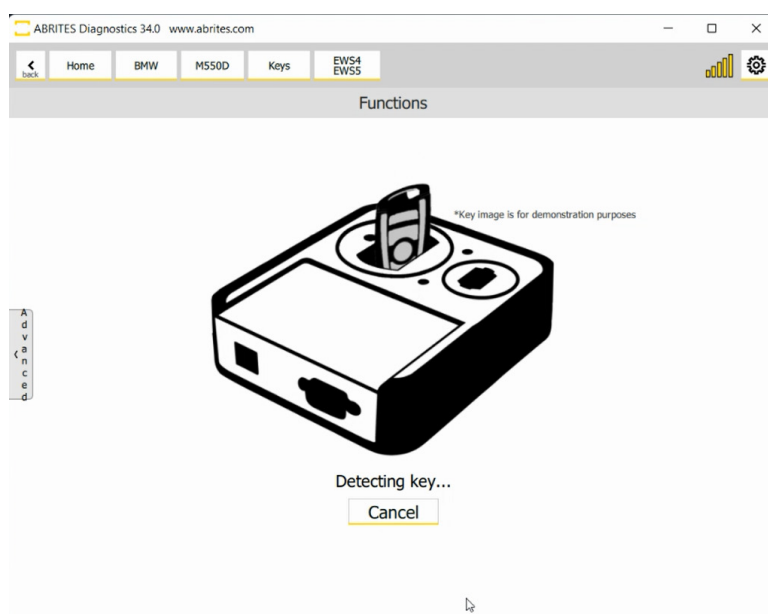 ABRITES Diagnostics 34.0 www.abrites.com
back
Home
BMW
M550D
Keys
EWS4
EWS5
Functions
*Key image is for demonstration purposes
Advanced
Detecting key...
Cancel